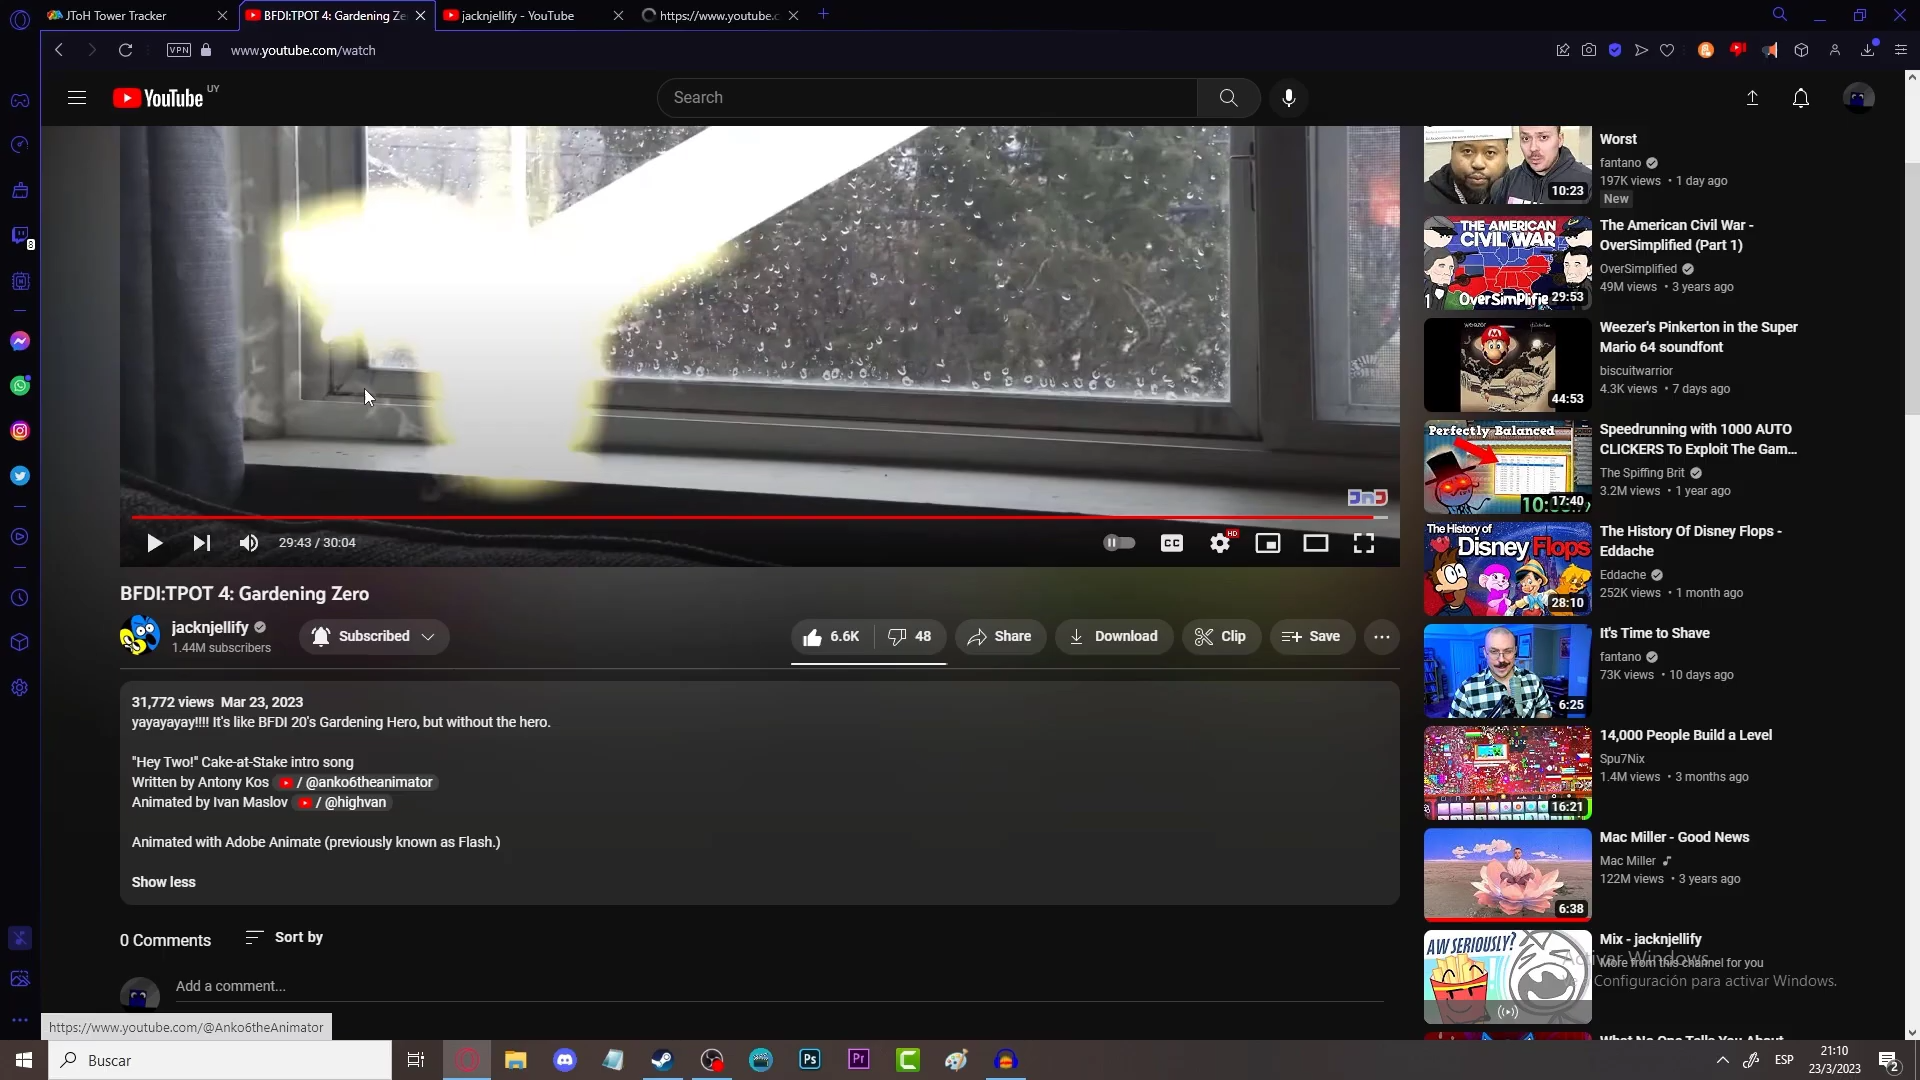 JToH Tower Tracker
BFDI:TPOT 4: Gardening Ze
jacknjellify - YouTube
https://www.youtube.c
VPN
www.youtube.com/watch
YouTube UY
Search
8
Worst
fantano
197K views • 1 day ago
New
10:23
THE AMERICAN
CIVIL WAR
OverSimplifie
29:53
The American Civil War -
OverSimplified (Part 1)
OverSimplified
49M views • 3 years ago
44:53
Weezer's Pinkerton in the Super
Mario 64 soundfont
biscuitwarrior
4.3K views • 7 days ago
Perfectly Balanced
17:40
Speedrunning with 1000 AUTO
CLICKERS To Exploit The Gam...
The Spiffing Brit
3.2M views • 1 year ago
The History of
Disney Flops
28:10
The History Of Disney Flops -
Eddache
Eddache
252K views • 1 month ago
6:25
It's Time to Shave
fantano
73K views • 10 days ago
16:21
14,000 People Build a Level
Spu7Nix
1.4M views • 3 months ago
6:38
Mac Miller - Good News
Mac Miller
122M views • 3 years ago
AW SERIOUSLY?
Mix - jacknjellify
More from this channel for you
29:43 / 30:04
CC
HD
BFDI:TPOT 4: Gardening Zero
jacknjellify
1.44M subscribers
Subscribed
6.6K
48
Share
Download
Clip
Save
31,772 views Mar 23, 2023
yayayayay!!!! It's like BFDI 20's Gardening Hero, but without the hero.
"Hey Two!" Cake-at-Stake intro song
Written by Antony Kos / @anko6theanimator
Animated by Ivan Maslov / @highvan
Animated with Adobe Animate (previously known as Flash.)
Show less
0 Comments
Sort by
Add a comment...
Activar Windows
Configuración para activar Windows.
https://www.youtube.com/@Anko6theAnimator
Buscar
Ps
Pr
ESP
21:10
23/3/2023
2